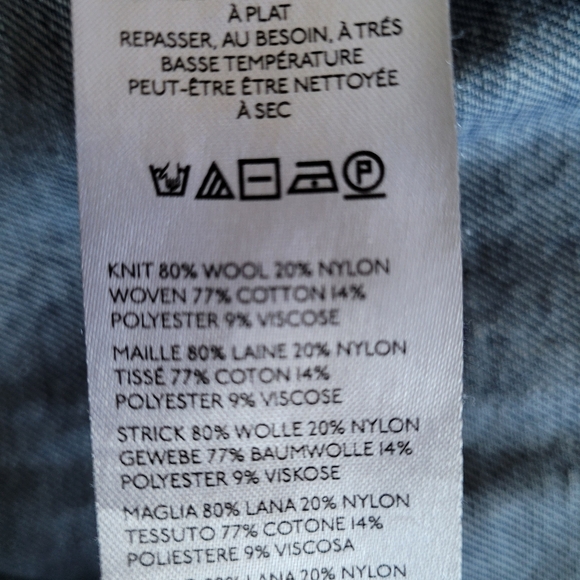 À PLAT
REPASSER, AU BESOIN, À TRÉS
BASSE TEMPÉRATURE
PEUT-ÊTRE ÊTRE NETTOYÉE
À SEC
P
KNIT 80% WOOL 20% NYLON
WOVEN 77% COTTON 14%
POLYESTER 9% VISCOSE
MAILLE 80% LAINE 20% NYLON
TISSÉ 77% COTON 14%
POLYESTER 9% VISCOSE
STRICK 80% WOLLE 20% NYLON
GEWEBE 77% BAUMWOLLE 14%
POLYESTER 9% VISKOSE
MAGLIA 80% LANA 20% NYLON
TESSUTO 77% COTONE 14%
POLIESTERE 9% VISCOSA
LANA 20% NYLON